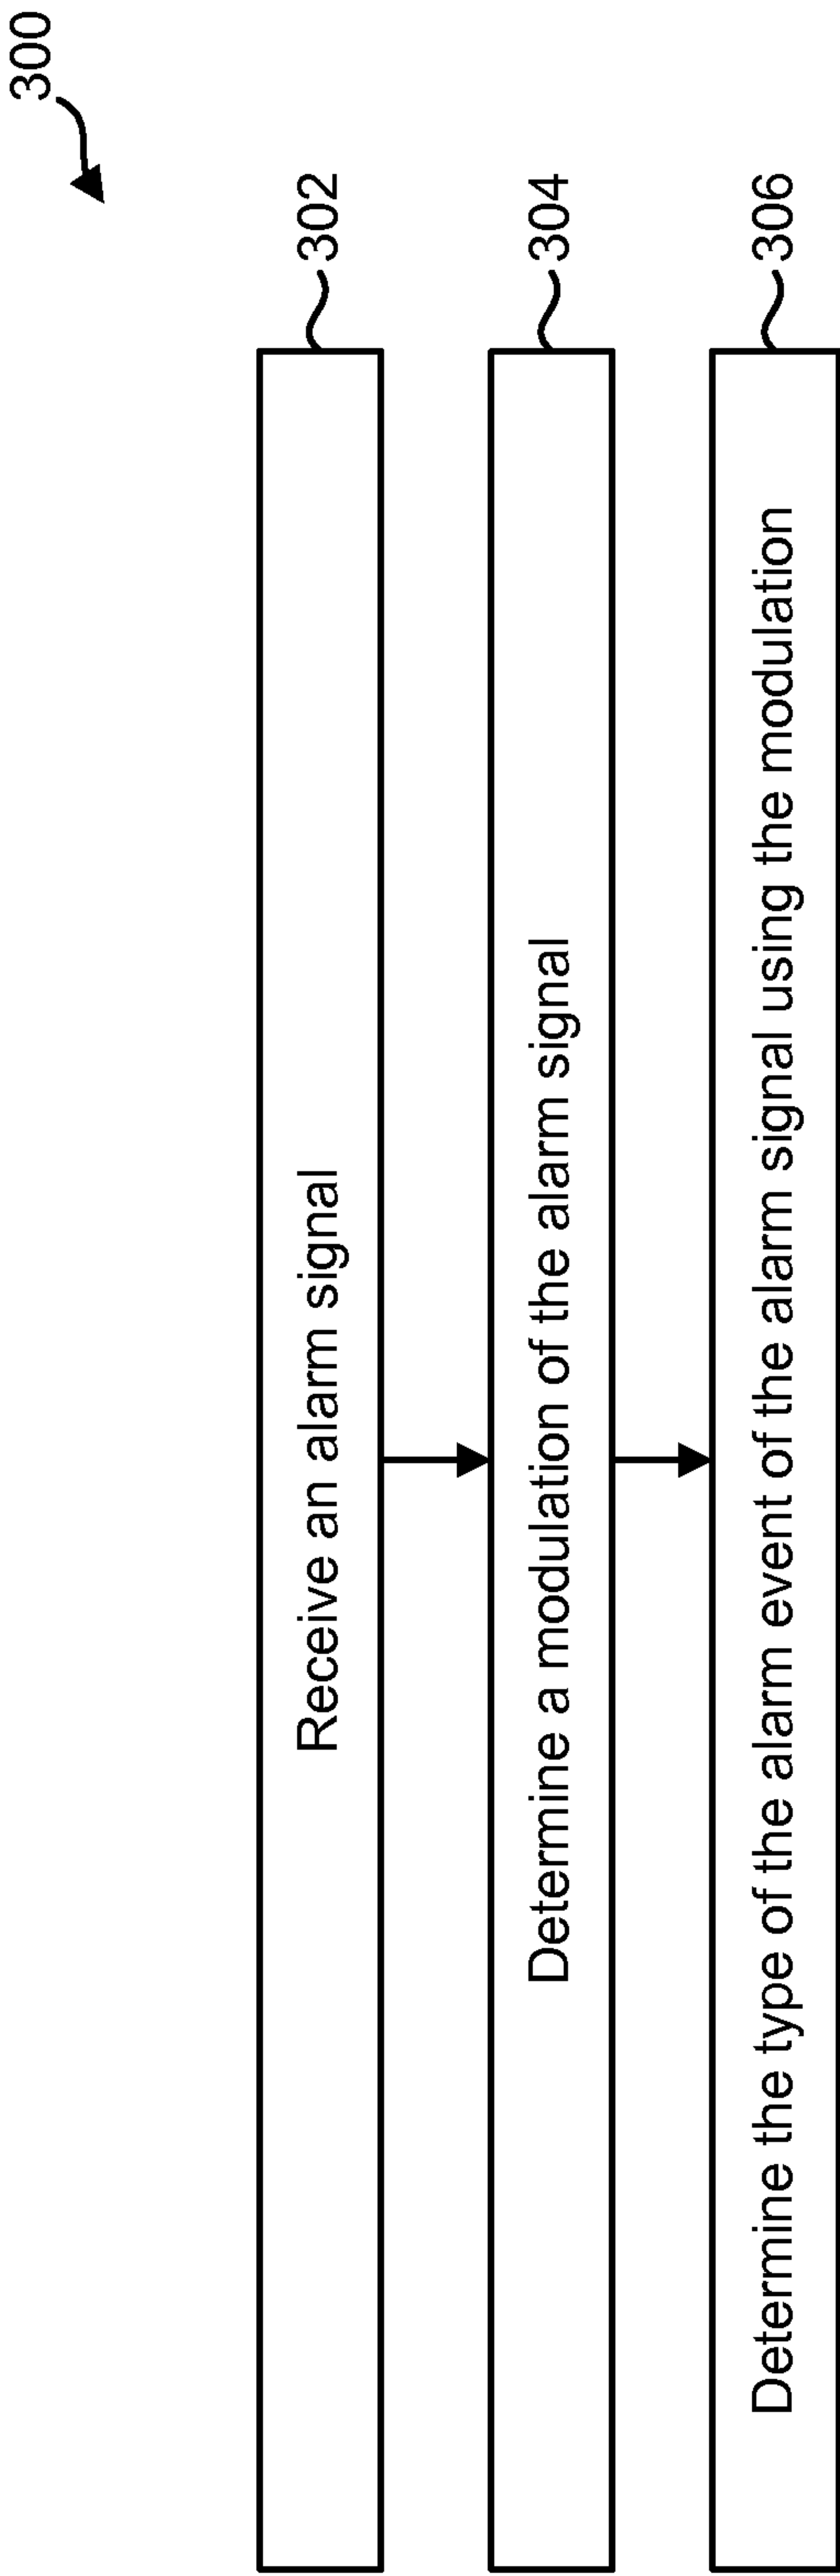 300
Receive an alarm signal
302
Determine a modulation of the alarm signal
304
Determine the type of the alarm event of the alarm signal using the modulation
306